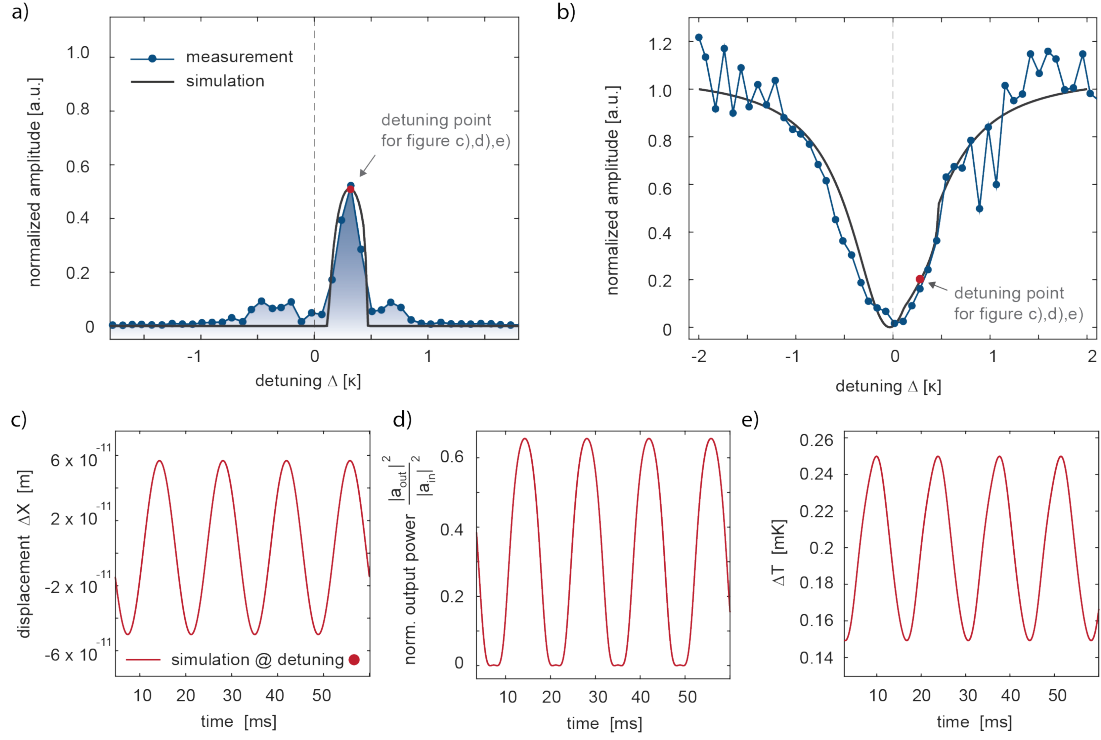 a)
1.0
0.8
0.6
0.4
0.2
0
normalized amplitude [a.u.]
measurement
simulation
detuning point
for figure c),d),e)
-1
0
1
detuning Δ [κ]
b)
1.2
1.0
0.8
0.6
0.4
0.2
0
normalized amplitude [a.u.]
detuning point
for figure c),d),e)
-2
-1
0
1
2
detuning Δ [κ]
c)
6 x 10⁻¹¹
2 x 10⁻¹¹
-2 x 10⁻¹¹
-6 x 10⁻¹¹
displacement ΔX [m]
simulation @ detuning
10 20 30 40 50
time [ms]
d)
0.6
0.4
0.2
0
norm. output power |a_out|² / |a_in|²
10 20 30 40 50
time [ms]
e)
0.26
0.24
0.22
0.2
0.18
0.16
0.14
ΔT [mK]
10 20 30 40 50
time [ms]